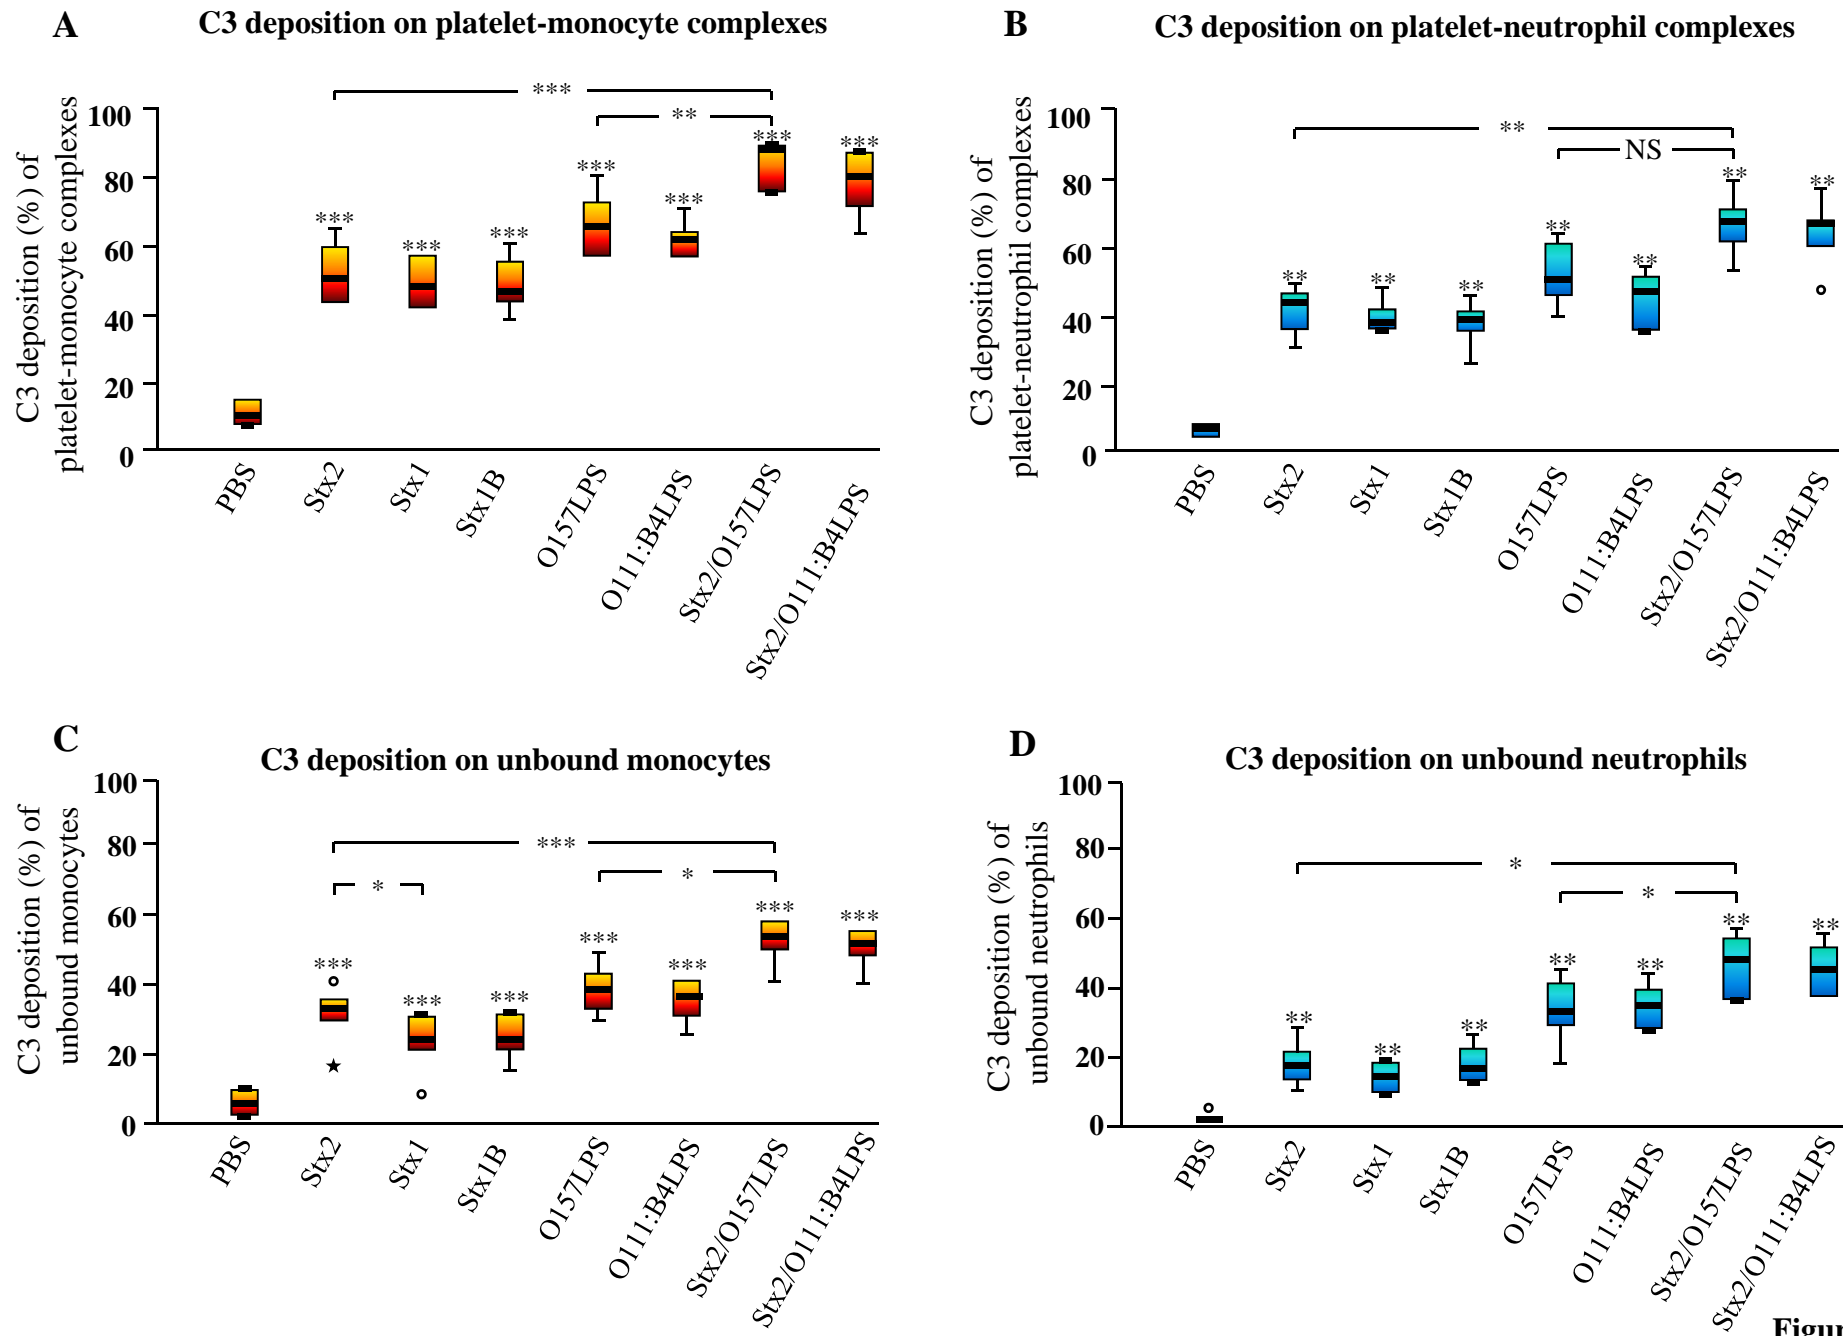 A
C3 deposition on platelet-monocyte complexes
C3 deposition (%) of
platelet-monocyte complexes
100
80
60
40
20
0
***
**
***
***
***
***
***
***
***
PBS
Stx2
Stx1
Stx1B
O157LPS
O111:B4LPS
Stx2/O157LPS
Stx2/O111:B4LPS
B
C3 deposition on platelet-neutrophil complexes
C3 deposition (%) of
platelet-neutrophil complexes
100
80
60
40
20
0
**
NS
**
**
**
**
**
**
**
PBS
Stx2
Stx1
Stx1B
O157LPS
O111:B4LPS
Stx2/O157LPS
Stx2/O111:B4LPS
C
C3 deposition on unbound monocytes
C3 deposition (%) of
unbound monocytes
100
80
60
40
20
0
***
*
*
***
***
***
***
***
***
***
PBS
Stx2
Stx1
Stx1B
O157LPS
O111:B4LPS
Stx2/O157LPS
Stx2/O111:B4LPS
D
C3 deposition on unbound neutrophils
C3 deposition (%) of
unbound neutrophils
100
80
60
40
20
0
*
*
**
**
**
**
**
**
**
PBS
Stx2
Stx1
Stx1B
O157LPS
O111:B4LPS
Stx2/O157LPS
Stx2/O111:B4LPS